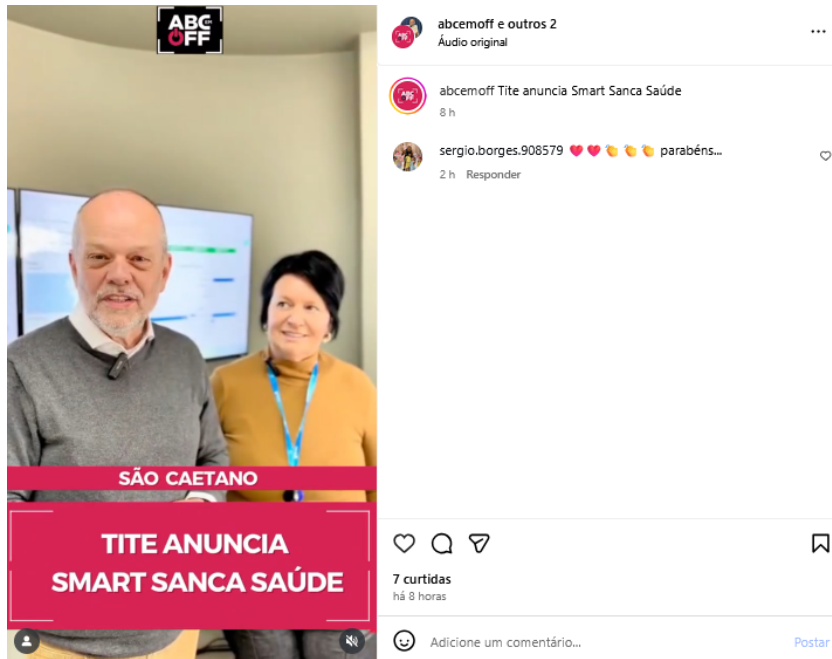 ABC
EM
OFF
SÃO CAETANO
TITE ANUNCIA
SMART SANCA SAÚDE
abcemoff e outros 2
Áudio original
abcemoff Tite anuncia Smart Sanca Saúde
8 h
sergio.borges.908579 💗 💗 👏 👏 👏 parabéns...
2 h Responder
7 curtidas
há 8 horas
Adicione um comentário...
Postar